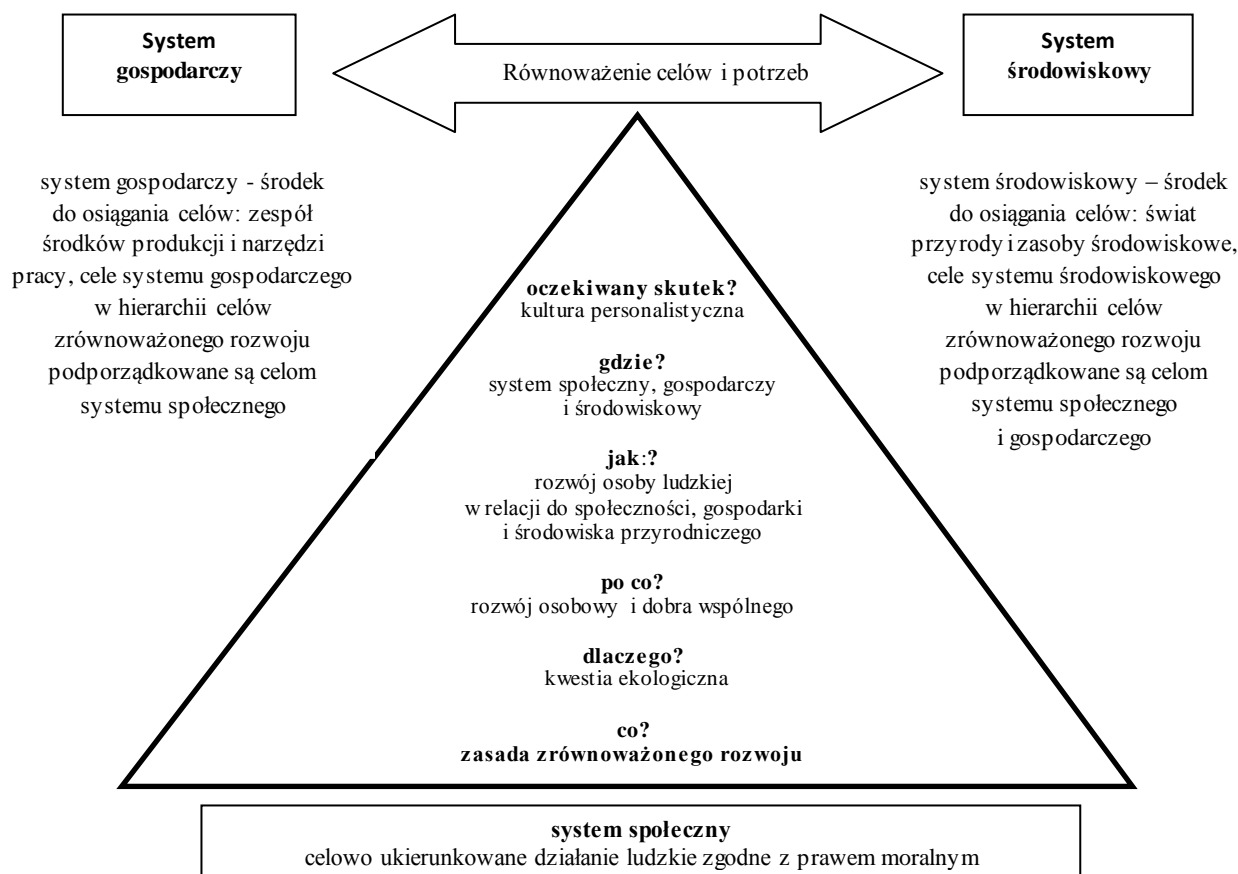 System
gospodarczy
Równoważenie celów i potrzeb
System
środowiskowy
system gospodarczy - środek
do osiągania celów: zespół
środków produkcji i narzędzi
pracy, cele systemu gospodarczego
w hierarchii celów
zrównoważonego rozwoju
podporządkowane są celom
systemu społecznego
system środowiskowy – środek
do osiągania celów: świat
przyrody i zasoby środowiskowe,
cele systemu środowiskowego
w hierarchii celów
zrównoważonego rozwoju
podporządkowane są celom
systemu społecznego
i gospodarczego
oczekiwany skutek?
kultura personalistyczna
gdzie?
system społeczny, gospodarczy
i środowiskowy
jak:?
rozwój osoby ludzkiej
w relacji do społeczności, gospodarki
i środowiska przyrodniczego
po co?
rozwój osobowy i dobra wspólnego
dlaczego?
kwestia ekologiczna
co?
zasada zrównoważonego rozwoju
system społeczny
celowo ukierunkowane działanie ludzkie zgodne z prawem moralnym